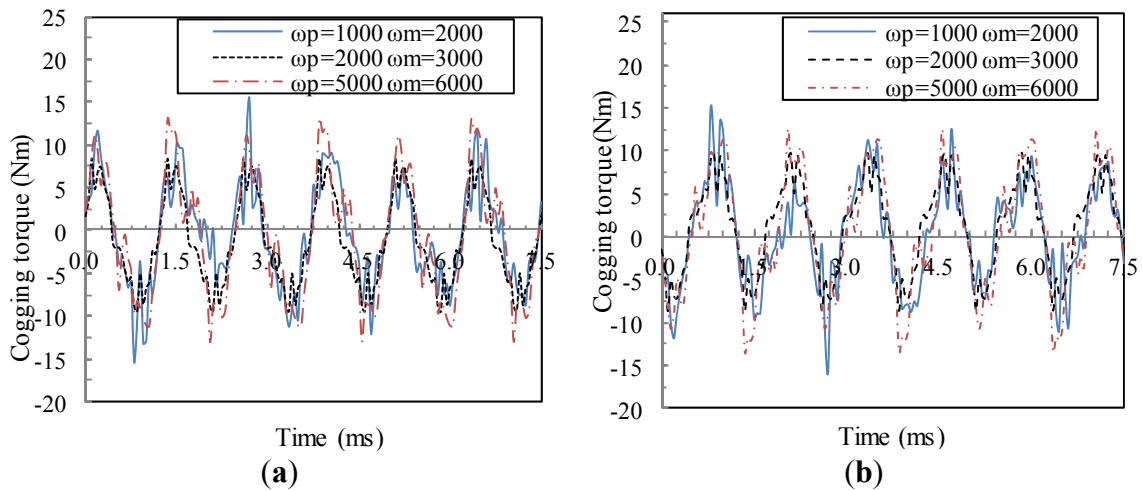 25
20
15
10
5
0
-5
-10
-15
-20
Cogging torque (Nm)
ωp=1000 ωm=2000
ωp=2000 ωm=3000
ωp=5000 ωm=6000
0.0 1.5 3.0 4.5 6.0 7.5
Time (ms)
(a)
25
20
15
10
5
0
-5
-10
-15
-20
Cogging torque(Nm)
ωp=1000 ωm=2000
ωp=2000 ωm=3000
ωp=5000 ωm=6000
0.0 1.5 3.0 4.5 6.0 7.5
Time (ms)
(b)